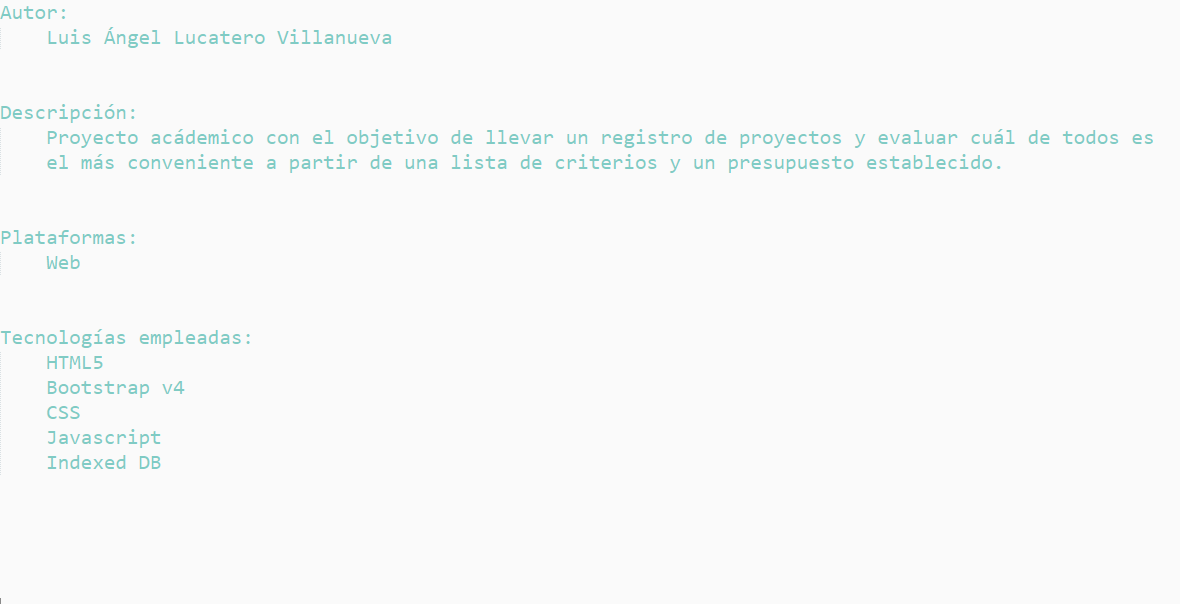 Autor:
Luis Ángel Lucatero Villanueva
Descripción:
Proyecto acádemico con el objetivo de llevar un registro de proyectos y evaluar cuál de todos es
el más conveniente a partir de una lista de criterios y un presupuesto establecido.
Plataformas:
Web
Tecnologías empleadas:
HTML5
Bootstrap v4
CSS
Javascript
Indexed DB